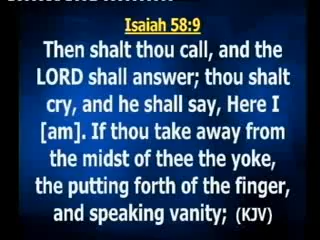 Isaiah 58:9
Then shalt thou call, and the
LORD shall answer; thou shalt
cry, and he shall say, Here I
[am]. If thou take away from
the midst of thee the yoke,
the putting forth of the finger,
and speaking vanity; (KJV)